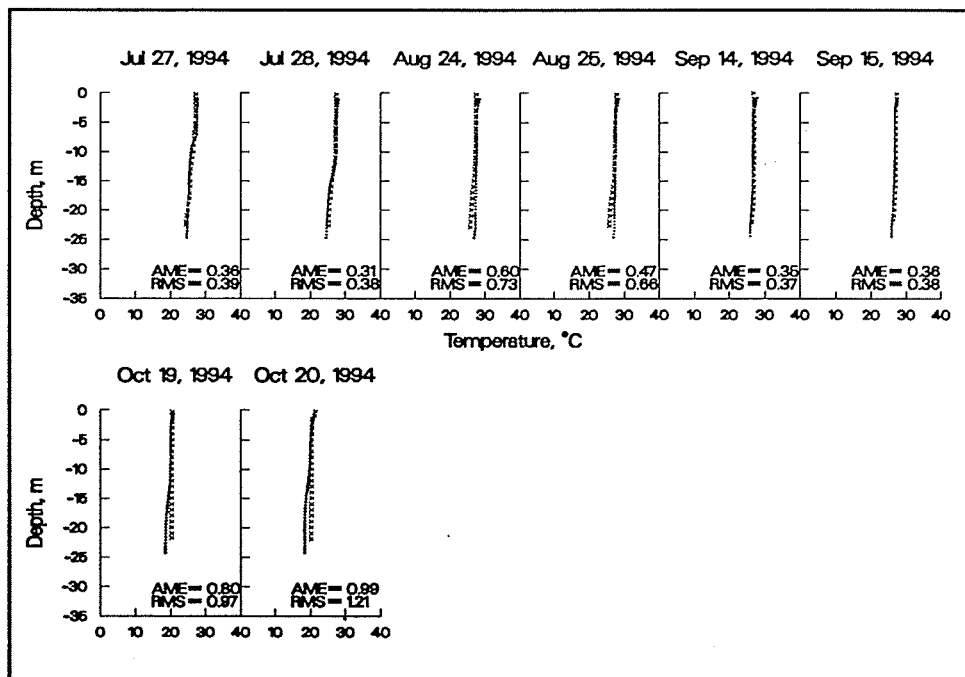 Jul 27, 1994 Jul 28, 1994 Aug 24, 1994 Aug 25, 1994 Sep 14, 1994 Sep 15, 1994
0
-5
-10
-15
-20
-25
-30
-35
Depth, m
AME = 0.36 AME = 0.31 AME = 0.60 AME = 0.47 AME = 0.35 AME = 0.36
RMS = 0.39 RMS = 0.38 RMS = 0.73 RMS = 0.66 RMS = 0.37 RMS = 0.38
0 10 20 30 40 10 20 30 40 10 20 30 40 10 20 30 40 10 20 30 40 10 20 30 40
Temperature, °C
Oct 19, 1994 Oct 20, 1994
0
-5
-10
-15
-20
-25
-30
-35
Depth, m
AME = 0.80 AME = 0.99
RMS = 0.97 RMS = 1.21
0 10 20 30 40 10 20 30 40